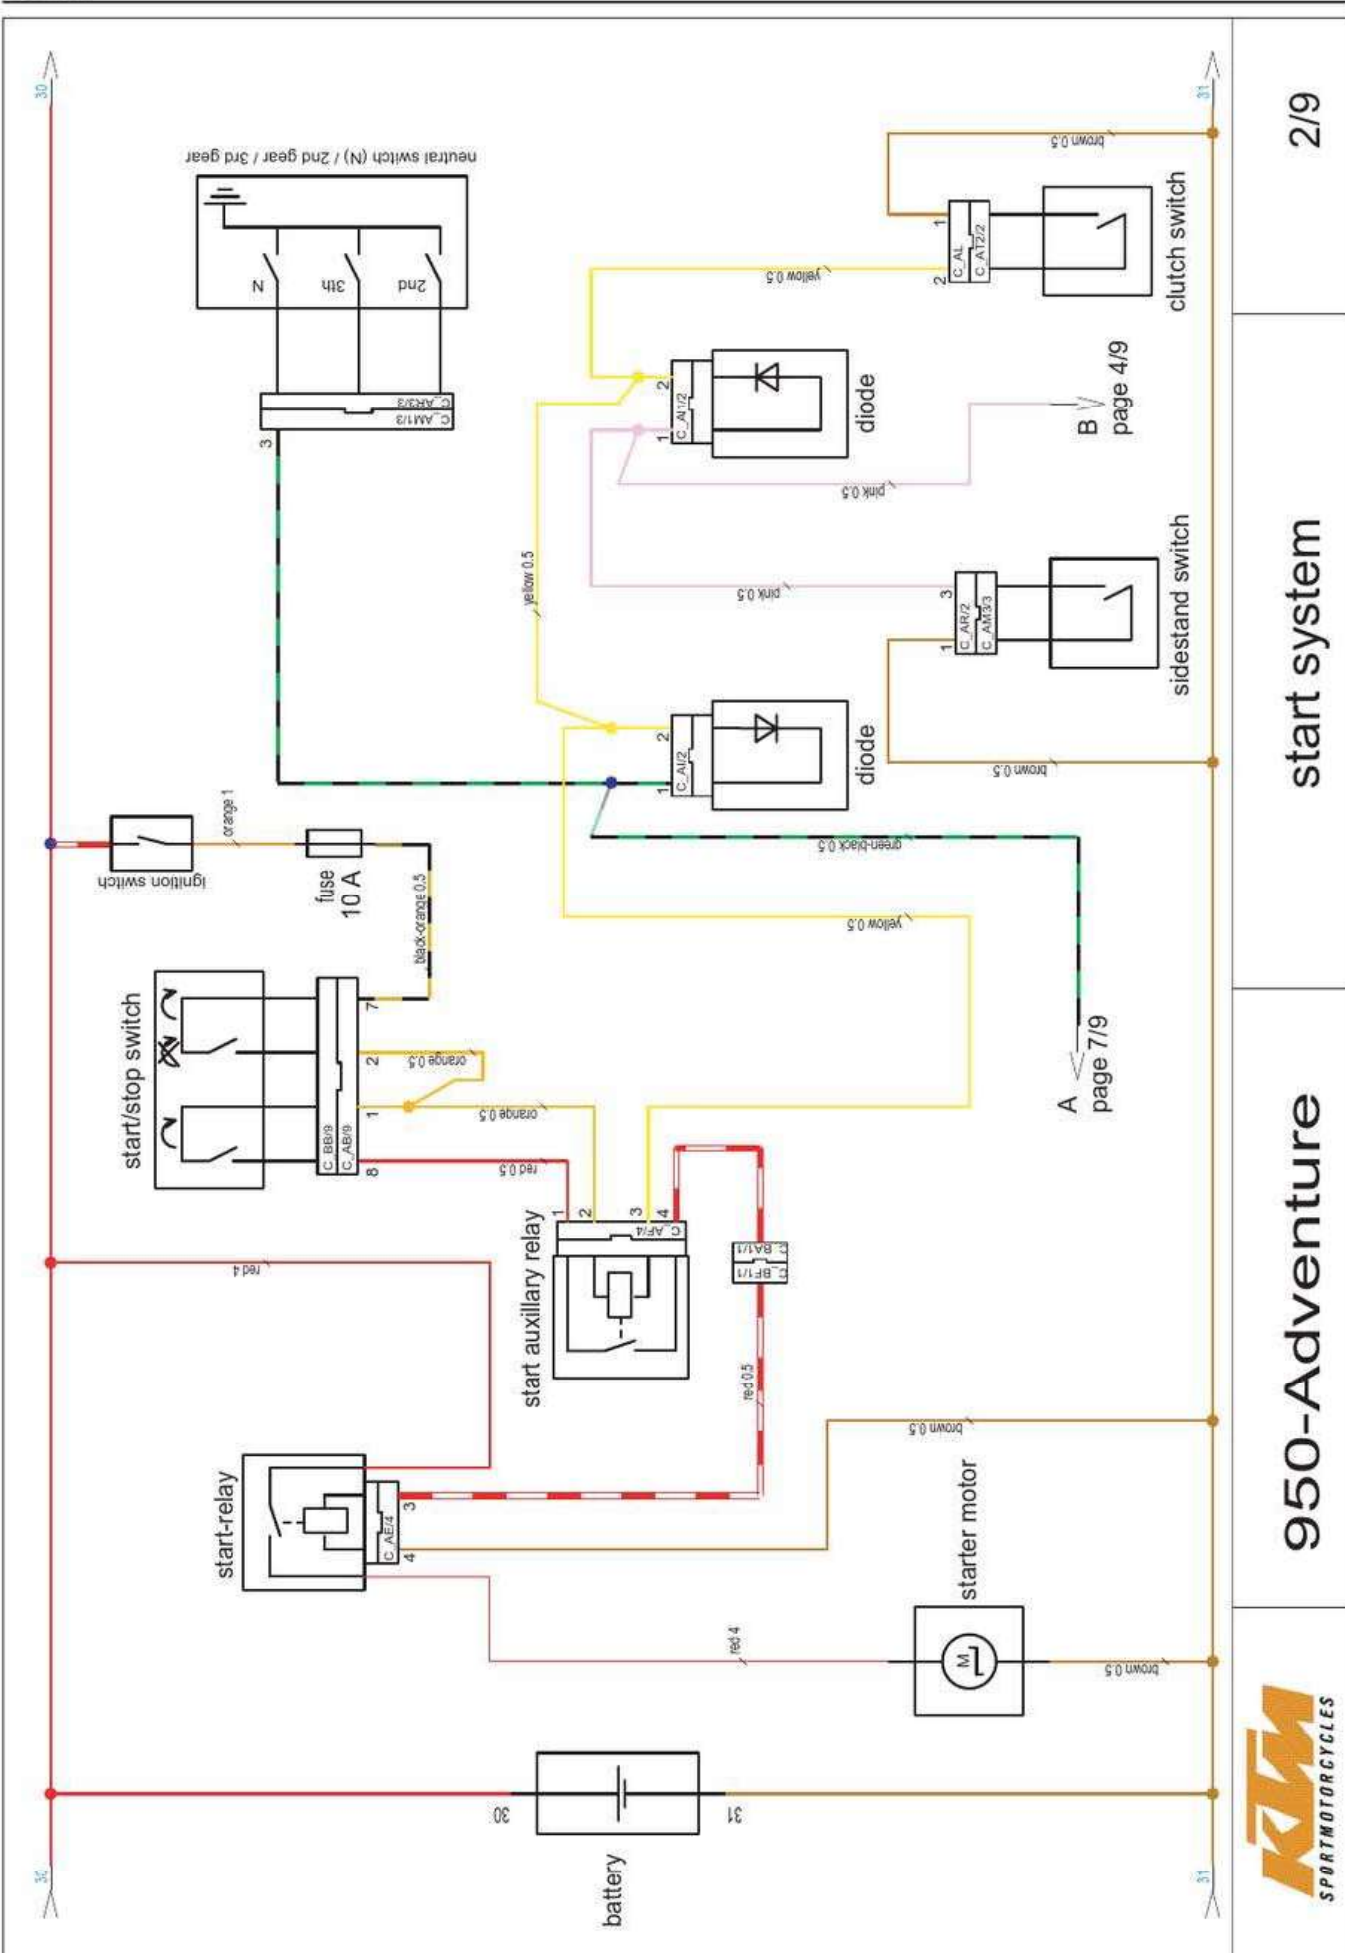 30
30
battery
30
31
start-relay
C_AE/4
4
3
red 4
red 4
starter motor
M
brown 0.5
brown 0.5
red 0.5
C_BF1/1
C_BA1/1
start auxillary relay
C_AF/4
1
2
3
4
start/stop switch
C_BB/9
C_AB/9
8
1
2
7
red 0.5
orange 0.5
orange 0.5
black-orange 0.5
ignition switch
orange 1
fuse
10 A
yellow 0.5
A
page 7/9
green-black 0.5
diode
C_AI/2
1
2
yellow 0.5
brown 0.5
sidestand switch
C_AR/2
C_AM3/3
1
3
pink 0.5
pink 0.5
B
page 4/9
diode
C_AI1/2
1
2
yellow 0.5
clutch switch
C_AL
C_AT2/2
2
1
brown 0.5
neutral switch (N) / 2nd gear / 3rd gear
N
3th
2nd
C_AH3/3
C_AM1/3
3
31
31
KTM
SPORTMOTORCYCLES
950-Adventure
start system
2/9